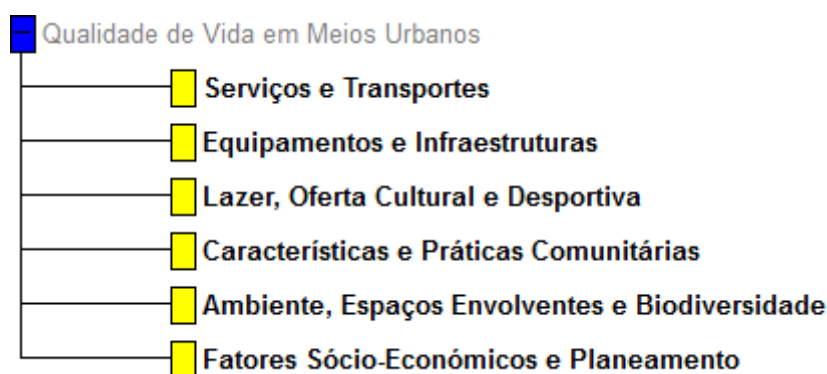 Qualidade de Vida em Meios Urbanos
Serviços e Transportes
Equipamentos e Infraestruturas
Lazer, Oferta Cultural e Desportiva
Características e Práticas Comunitárias
Ambiente, Espaços Envolventes e Biodiversidade
Fatores Sócio-Económicos e Planeamento